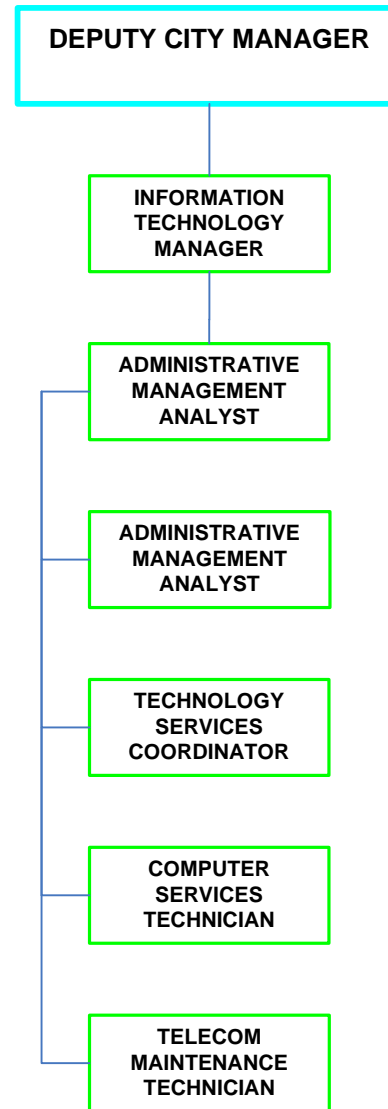 DEPUTY CITY MANAGER
INFORMATION
TECHNOLOGY
MANAGER
ADMINISTRATIVE
MANAGEMENT
ANALYST
ADMINISTRATIVE
MANAGEMENT
ANALYST
TECHNOLOGY
SERVICES
COORDINATOR
COMPUTER
SERVICES
TECHNICIAN
TELECOM
MAINTENANCE
TECHNICIAN